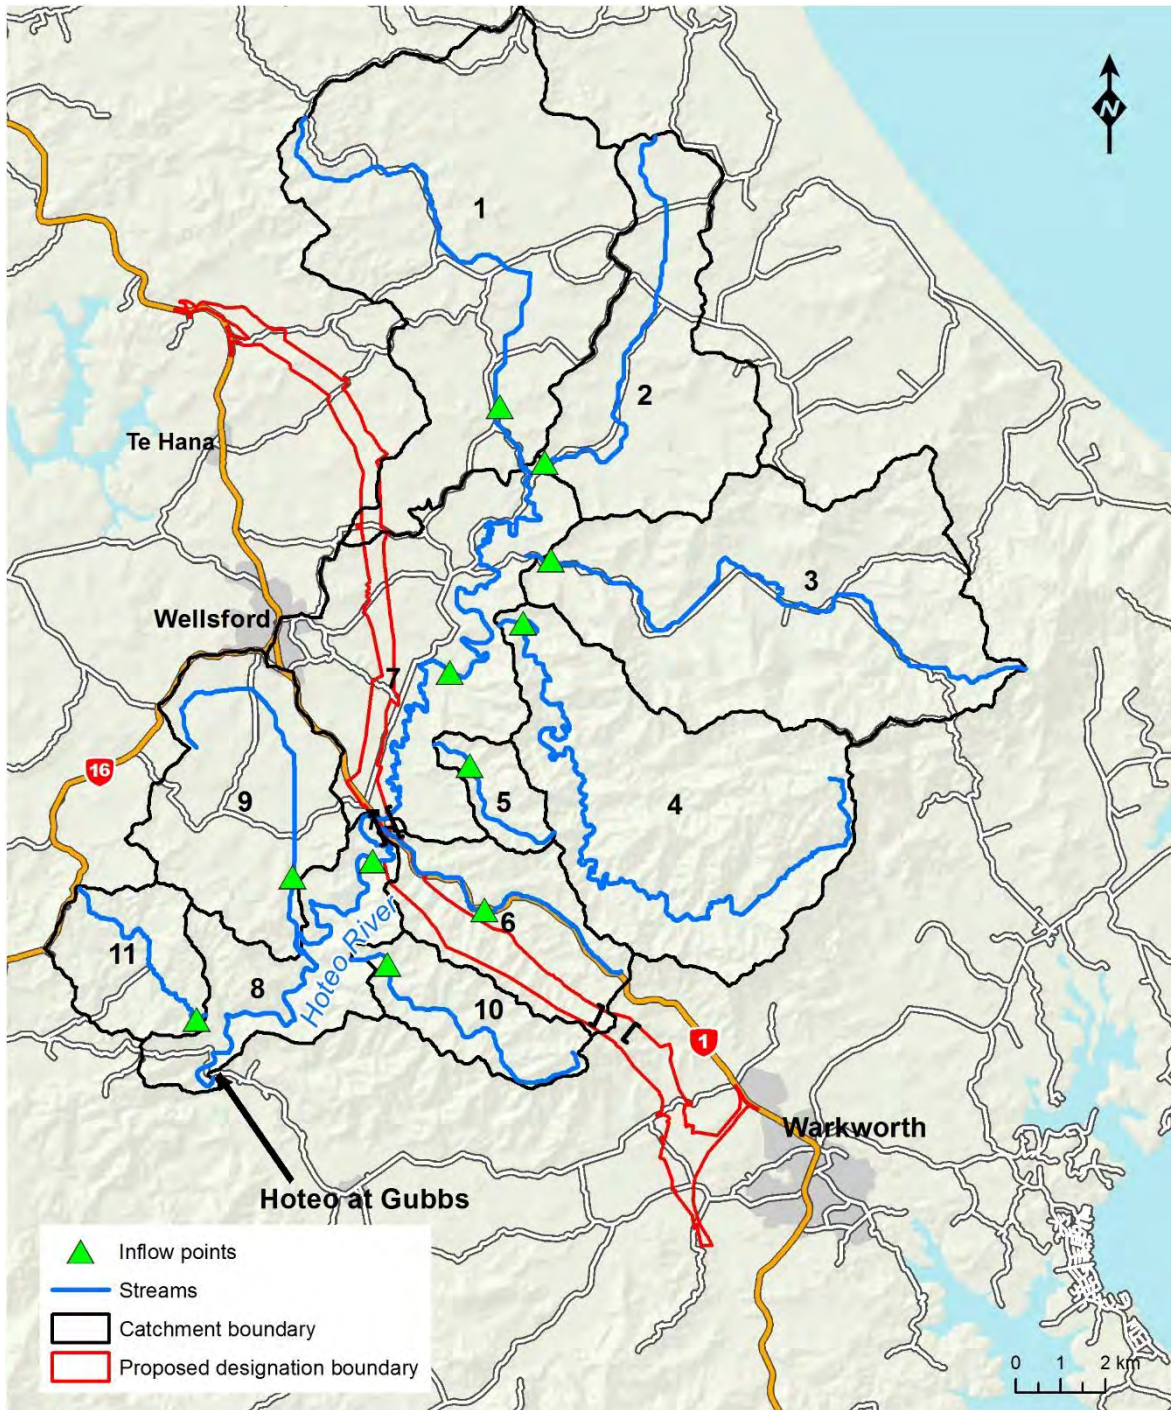 N
1
2
Te Hana
3
Wellsford
7
16
9
5
4
6
11
8
Hoteo River
10
1
Warkworth
Hoteo at Gubbs
Inflow points
Streams
Catchment boundary
Proposed designation boundary
0 1 2 km